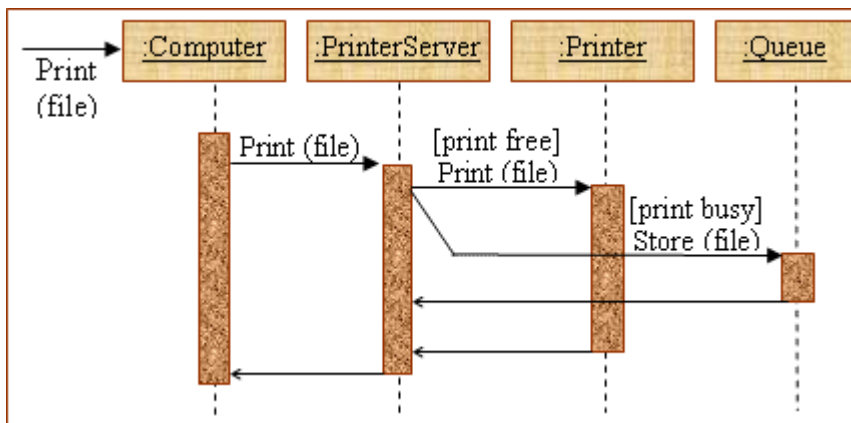 :Computer
:PrinterServer
:Printer
:Queue
Print
(file)
Print (file)
[print free]
Print (file)
[print busy]
Store (file)